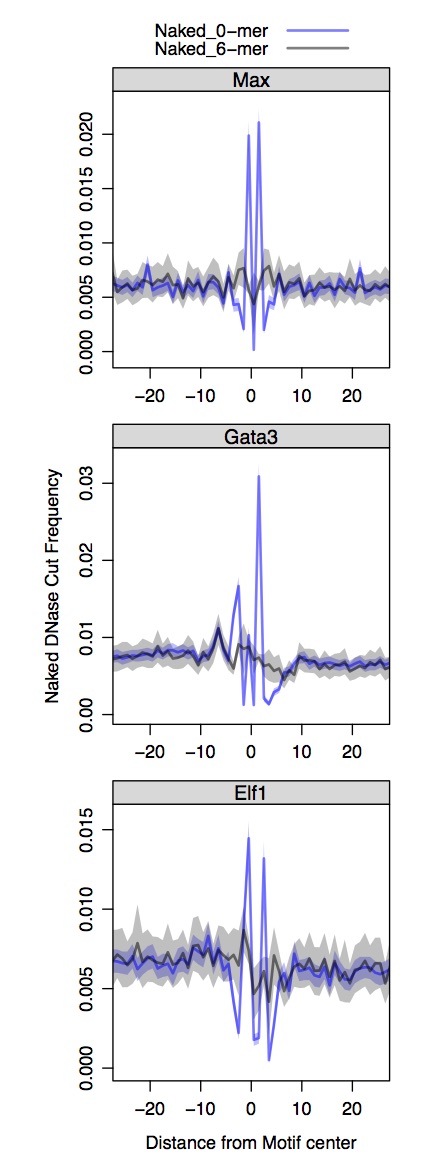 Naked_0−mer
Naked_6−mer
Max
0.020
0.015
0.010
0.005
0.000
−20 −10 0 10 20
Gata3
0.03
0.02
0.01
0.00
−20 −10 0 10 20
Naked DNase Cut Frequency
Elf1
0.015
0.010
0.005
0.000
−20 −10 0 10 20
Distance from Motif center